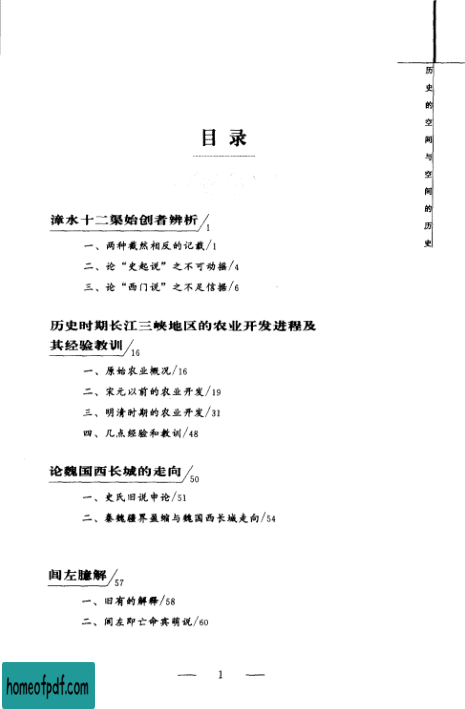 历史的空间与空间的历史
目录
漳水十二渠始创者辨析/1
一、两种截然相反的记载/1
二、论“史起说”之不可动摇/4
三、论“西门说”之不足信据/6
历史时期长江三峡地区的农业开发进程及
其经验教训/16
一、原始农业概况/16
二、宋元以前的农业开发/19
三、明清时期的农业开发/31
四、几点经验和教训/48
论魏国西长城的走向/50
一、史氏旧说申论/51
二、秦魏疆界盈缩与魏国西长城走向/54
闾左臆解/57
一、旧有的解释/58
二、闾左即亡命宾萌说/60
— 1 —
homeofpdf.com